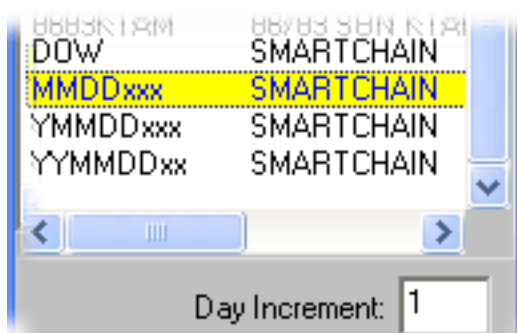 DOW SMARTCHAIN
MMDDxxx SMARTCHAIN
YMMDDxxx SMARTCHAIN
YYMMDDxx SMARTCHAIN
Day Increment: 1